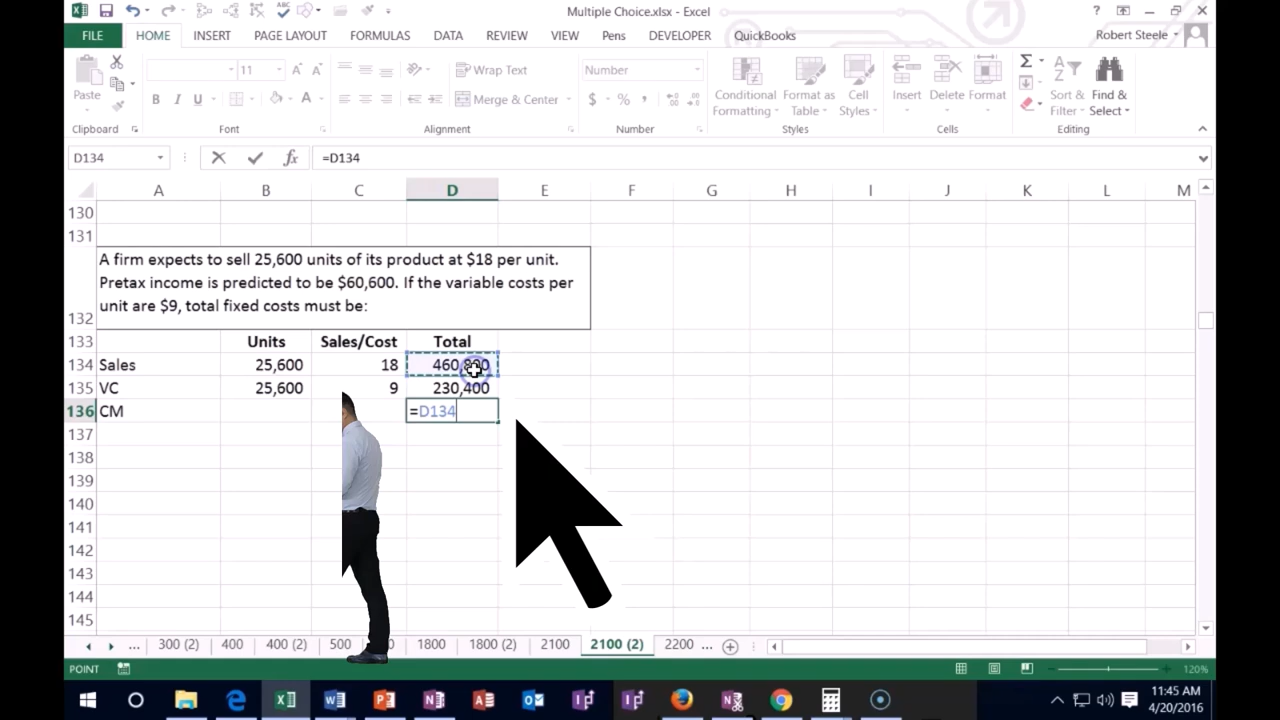 Multiple Choice.xlsx - Excel
FILE HOME INSERT PAGE LAYOUT FORMULAS DATA REVIEW VIEW Pens DEVELOPER QuickBooks Robert Steele
11 Wrap Text Number
Paste Merge & Center Conditional Formatting Format as Table Cell Styles Insert Delete Format Sort & Filter Find & Select
Clipboard Font Alignment Number Styles Cells Editing
D134 =D134
A B C D E F G H I J K L M
130
131
A firm expects to sell 25,600 units of its product at $18 per unit.
Pretax income is predicted to be $60,600. If the variable costs per
unit are $9, total fixed costs must be:
132
133 Units Sales/Cost Total
134 Sales 25,600 18
135 VC 25,600 9 230,400
136 CM =D134
137
138
139
140
141
142
143
144
145
... 300 (2) 400 400 (2) 500 1800 1800 (2) 2100 2100 (2) 2200 ...
POINT 120%
11:45 AM
4/20/2016